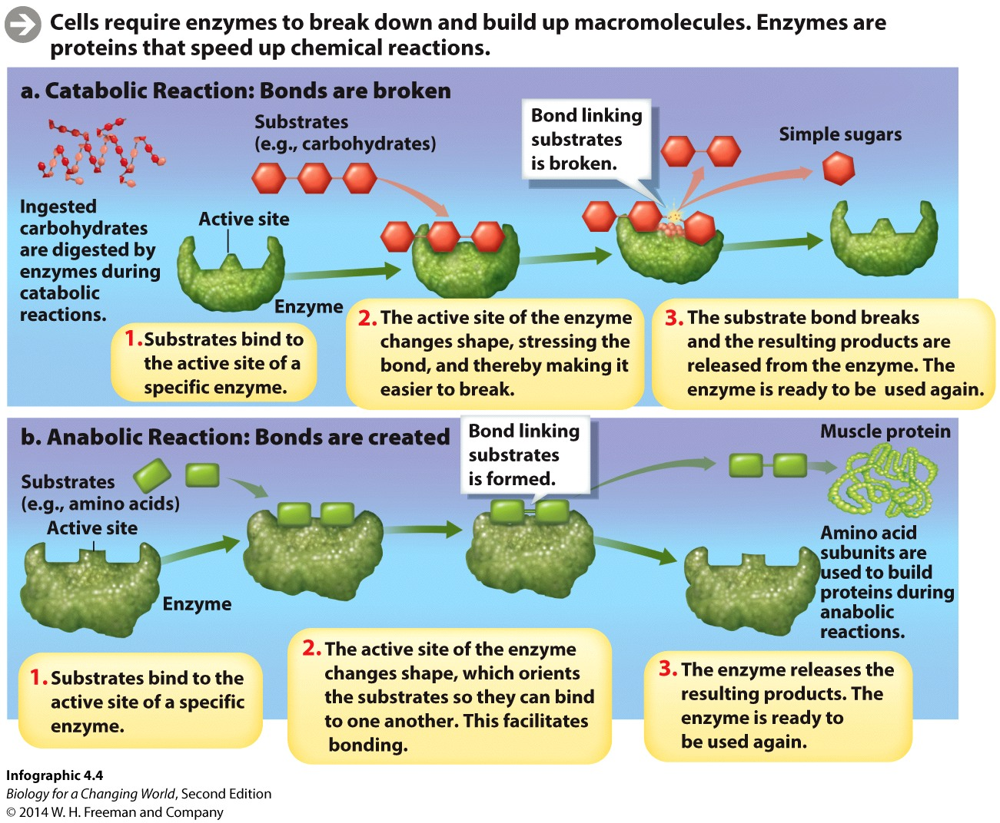 Cells require enzymes to break down and build up macromolecules. Enzymes are
proteins that speed up chemical reactions.
a. Catabolic Reaction: Bonds are broken
Substrates
(e.g., carbohydrates)
Bond linking
substrates
is broken.
Simple sugars
Ingested
carbohydrates
are digested by
enzymes during
catabolic
reactions.
Active site
Enzyme
1. Substrates bind to
the active site of a
specific enzyme.
2. The active site of the enzyme
changes shape, stressing the
bond, and thereby making it
easier to break.
3. The substrate bond breaks
and the resulting products are
released from the enzyme. The
enzyme is ready to be used again.
b. Anabolic Reaction: Bonds are created
Substrates
(e.g., amino acids)
Active site
Enzyme
Bond linking
substrates
is formed.
Muscle protein
Amino acid
subunits are
used to build
proteins during
anabolic
reactions.
1. Substrates bind to the
active site of a specific
enzyme.
2. The active site of the enzyme
changes shape, which orients
the substrates so they can bind
to one another. This facilitates
bonding.
3. The enzyme releases the
resulting products. The
enzyme is ready to
be used again.
Infographic 4.4
Biology for a Changing World, Second Edition
© 2014 W. H. Freeman and Company